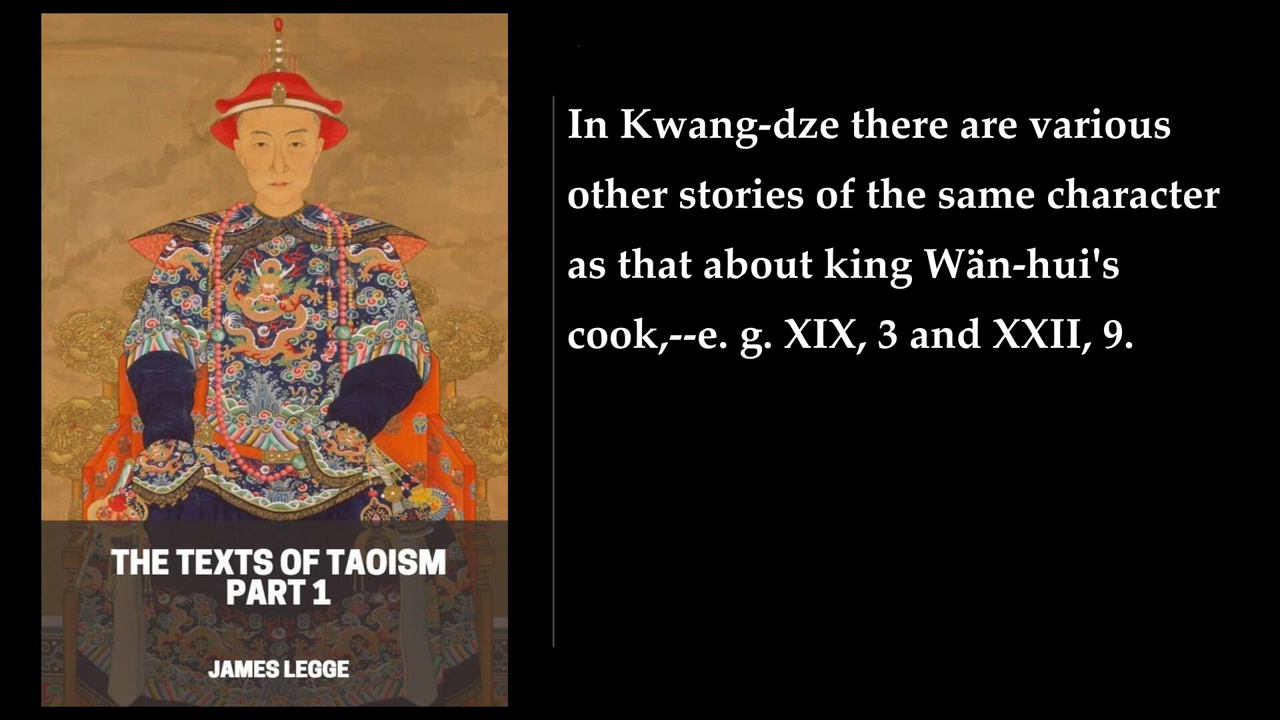 In Kwang-dze there are various
other stories of the same character
as that about king Wän-hui's
cook,--e. g. XIX, 3 and XXII, 9.
THE TEXTS OF TAOISM
PART 1
JAMES LEGGE